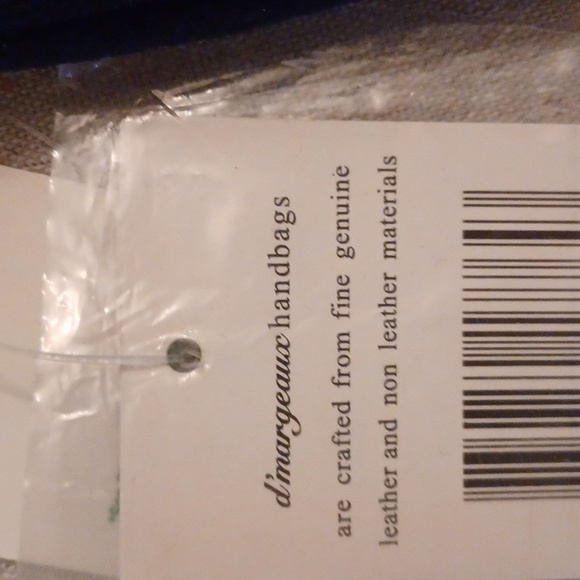 d'margeaux handbags
are crafted from fine genuine
leather and non leather materials